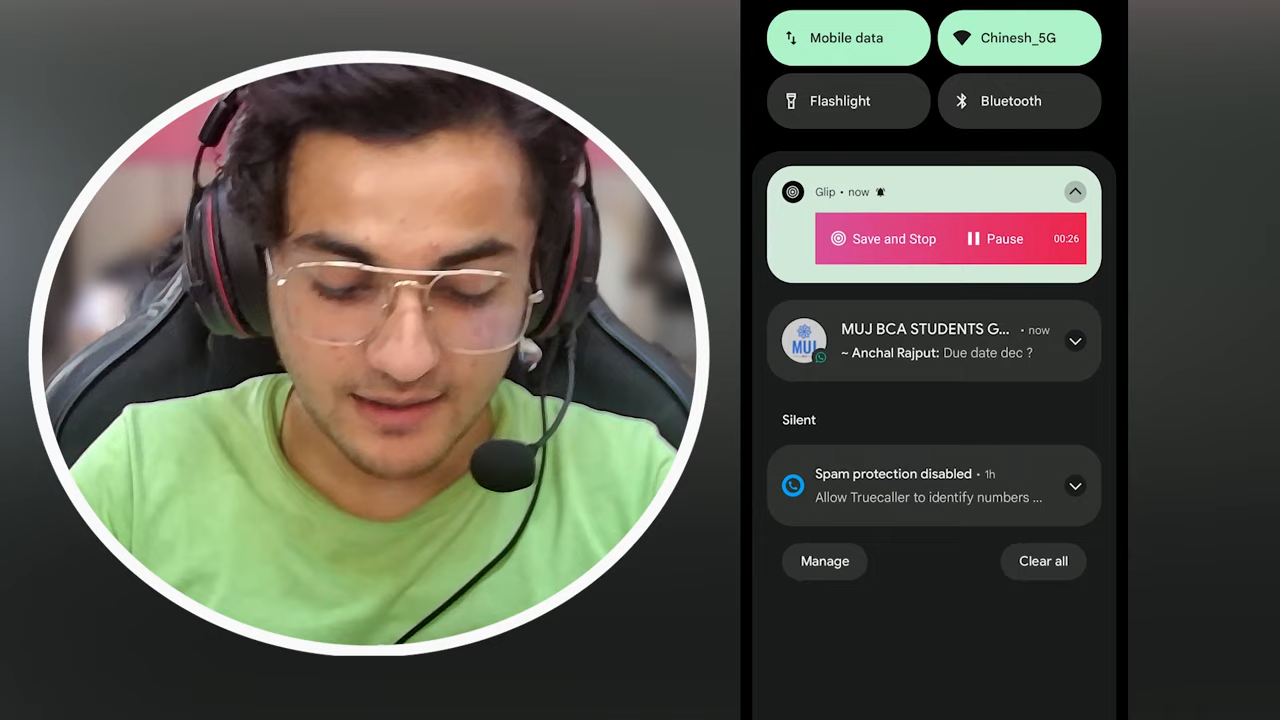 Mobile data
Chinesh_5G
Flashlight
Bluetooth
Glip • now
Save and Stop
Pause
00:26
MUJ BCA STUDENTS G... • now
MUJ
~ Anchal Rajput: Due date dec ?
Silent
Spam protection disabled • 1h
Allow Truecaller to identify numbers ...
Manage
Clear all